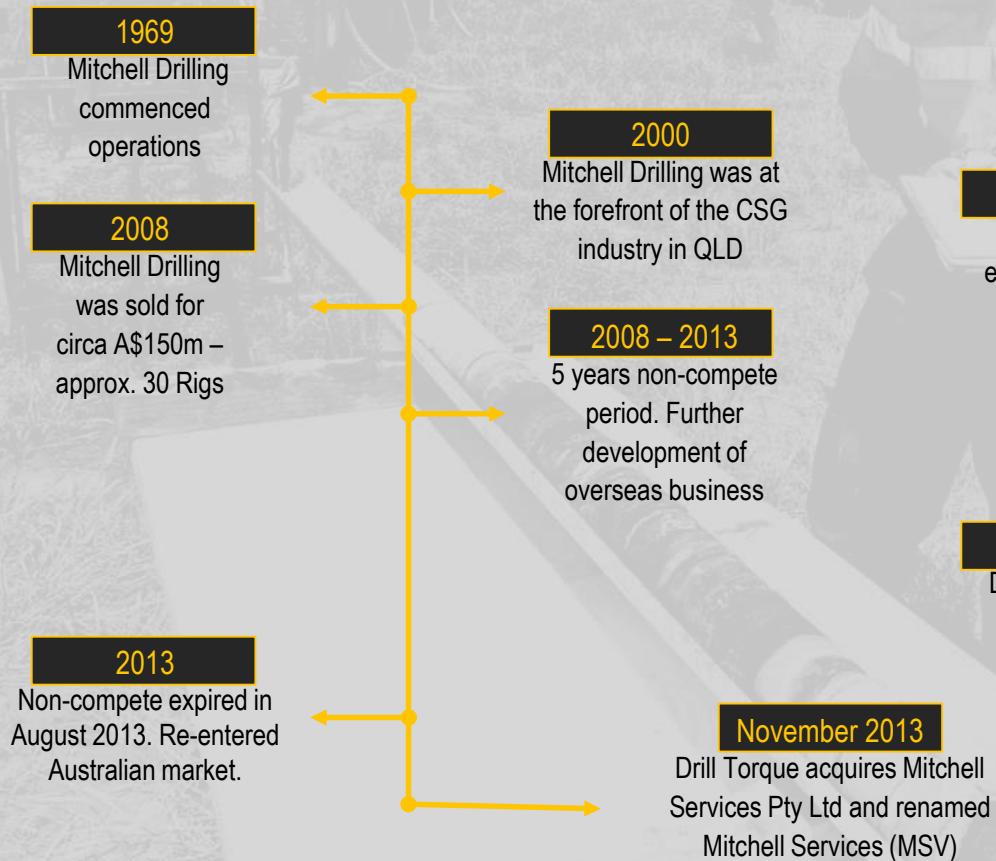 1969
Mitchell Drilling
commenced
operations
2000
Mitchell Drilling was at
the forefront of the CSG
industry in QLD
2008
Mitchell Drilling
was sold for
circa A$150m –
approx. 30 Rigs
2008 – 2013
5 years non-compete
period. Further
development of
overseas business
2013
Non-compete expired in
August 2013. Re-entered
Australian market.
November 2013
Drill Torque acquires Mitchell
Services Pty Ltd and renamed
Mitchell Services (MSV)